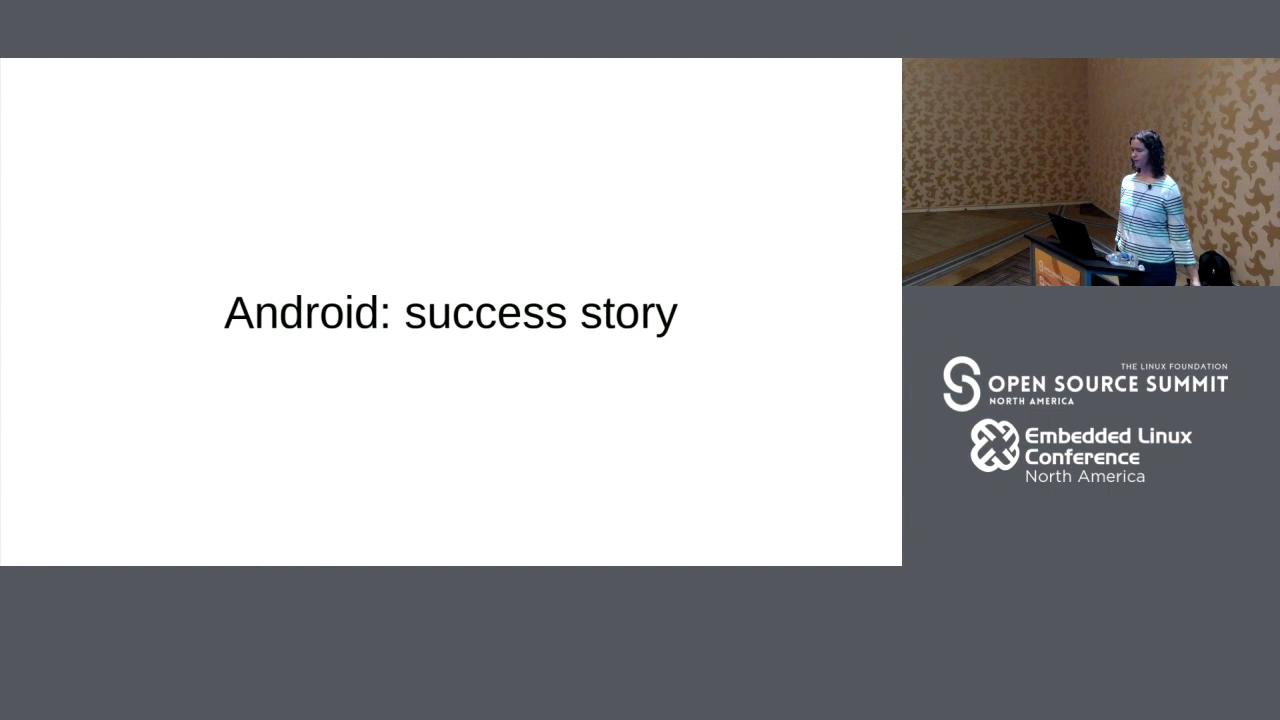 Android: success story
THE LINUX FOUNDATION
OPEN SOURCE SUMMIT
NORTH AMERICA
Embedded Linux
Conference
North America